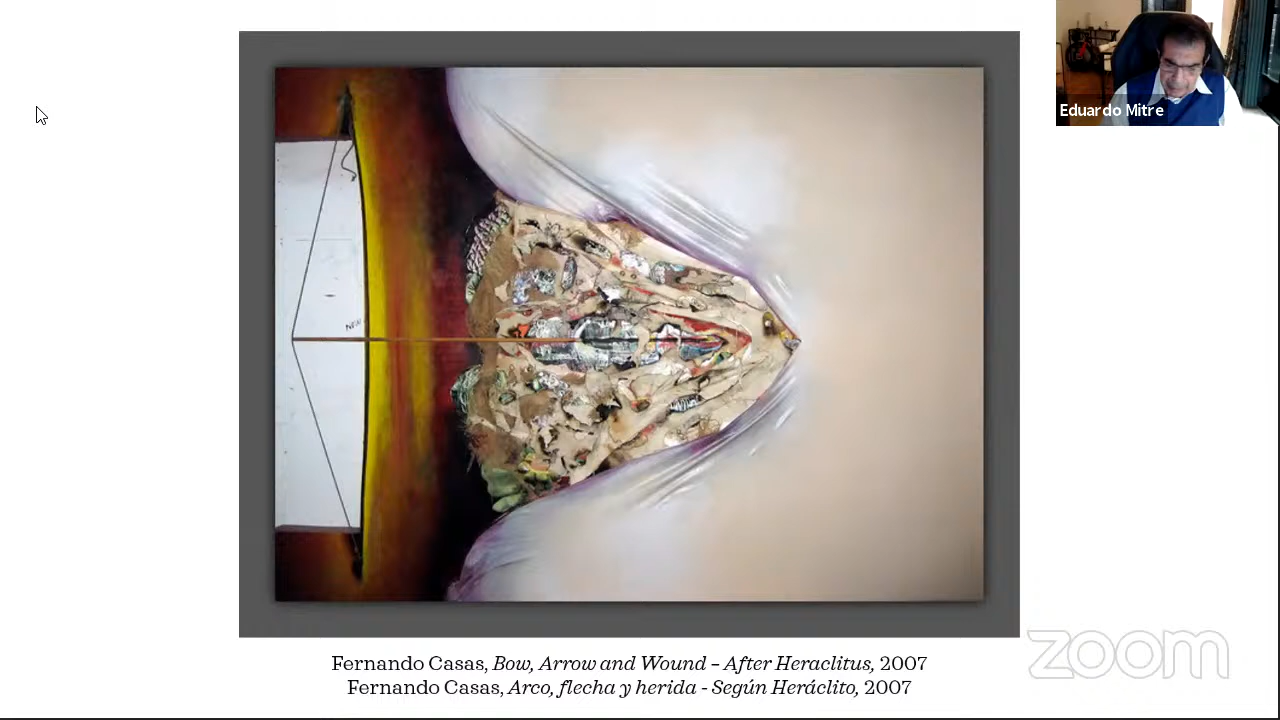 Eduardo Mitre
NEW
Fernando Casas, Bow, Arrow and Wound – After Heraclitus, 2007
Fernando Casas, Arco, flecha y herida - Según Heráclito, 2007
zoom